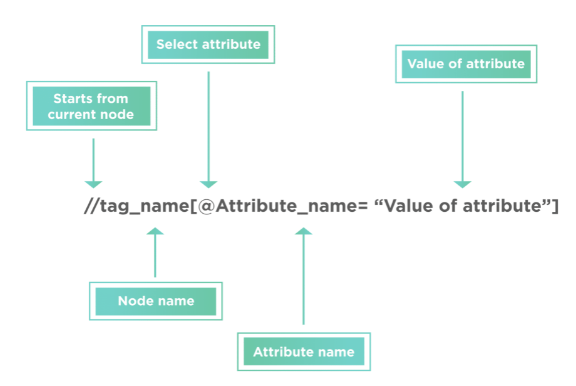 Select attribute
Value of attribute
Starts from
current node
//tag_name[@Attribute_name= “Value of attribute”]
Node name
Attribute name